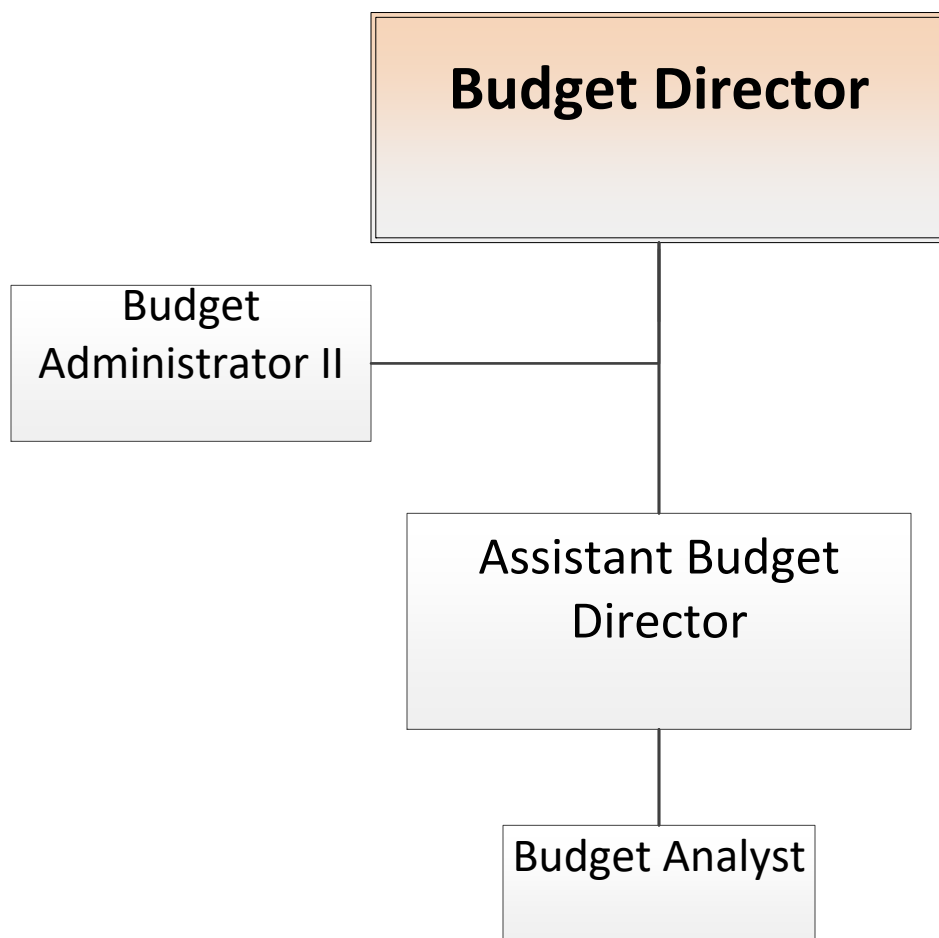 Budget Director
Budget
Administrator II
Assistant Budget
Director
Budget Analyst